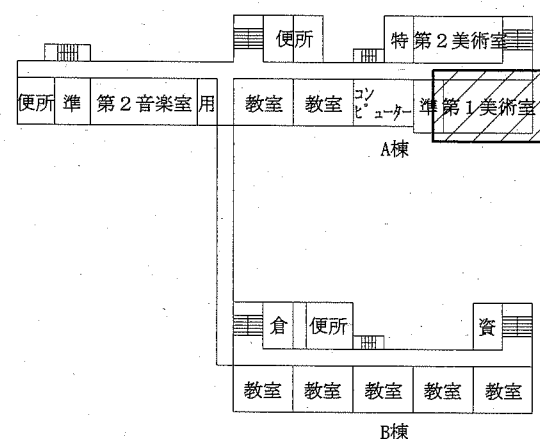 便所
特 第2美術室
便所 準 第2音楽室 用 教室 教室 コンピューター 準 第1美術室
A棟
倉 便所 資
教室 教室 教室 教室 教室
B棟